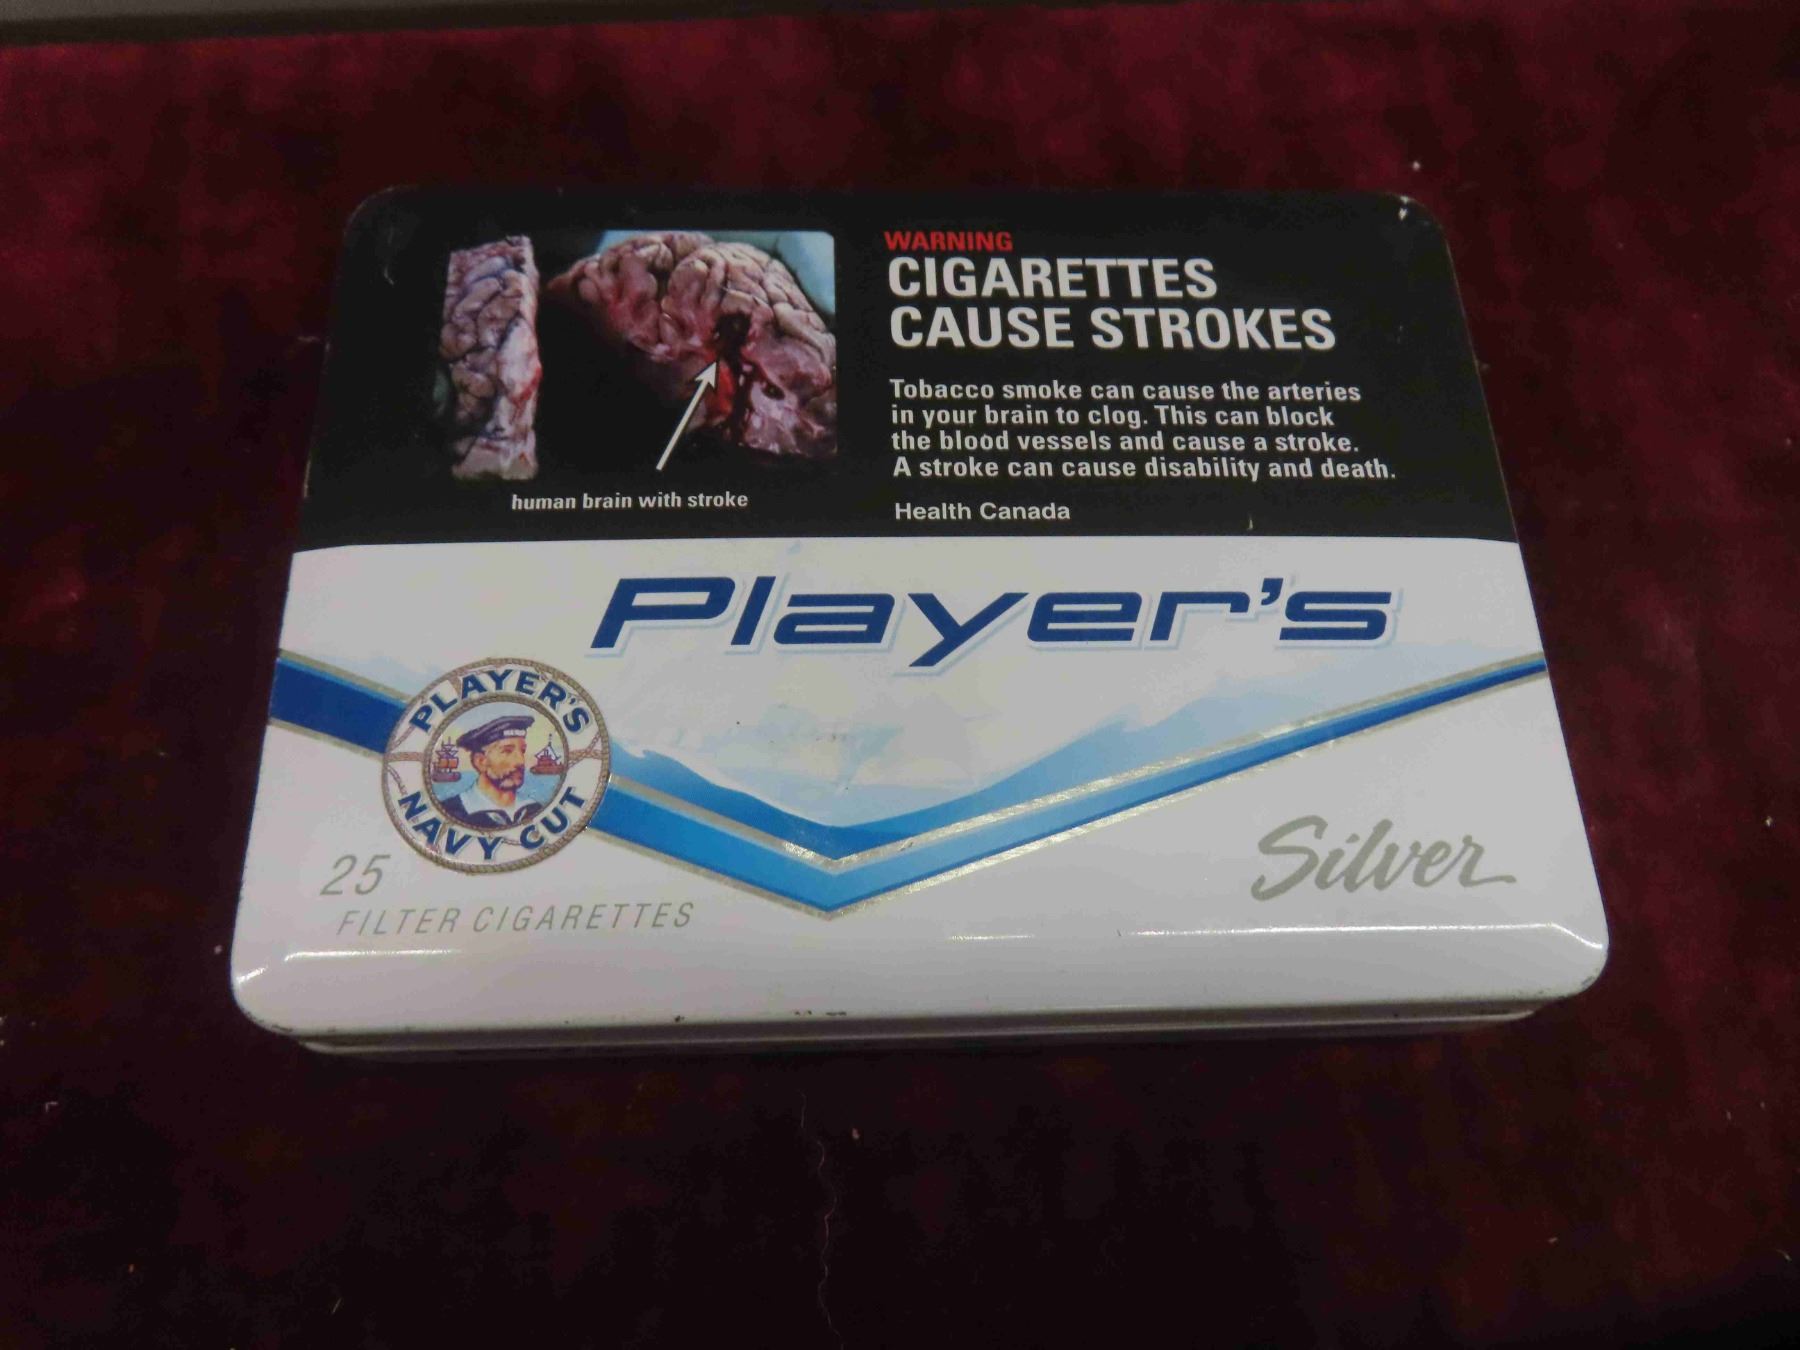 WARNING
CIGARETTES
CAUSE STROKES
Tobacco smoke can cause the arteries
in your brain to clog. This can block
the blood vessels and cause a stroke.
A stroke can cause disability and death.
Health Canada
human brain with stroke
Player's
PLAYER'S
NAVY CUT
25
FILTER CIGARETTES
Silver